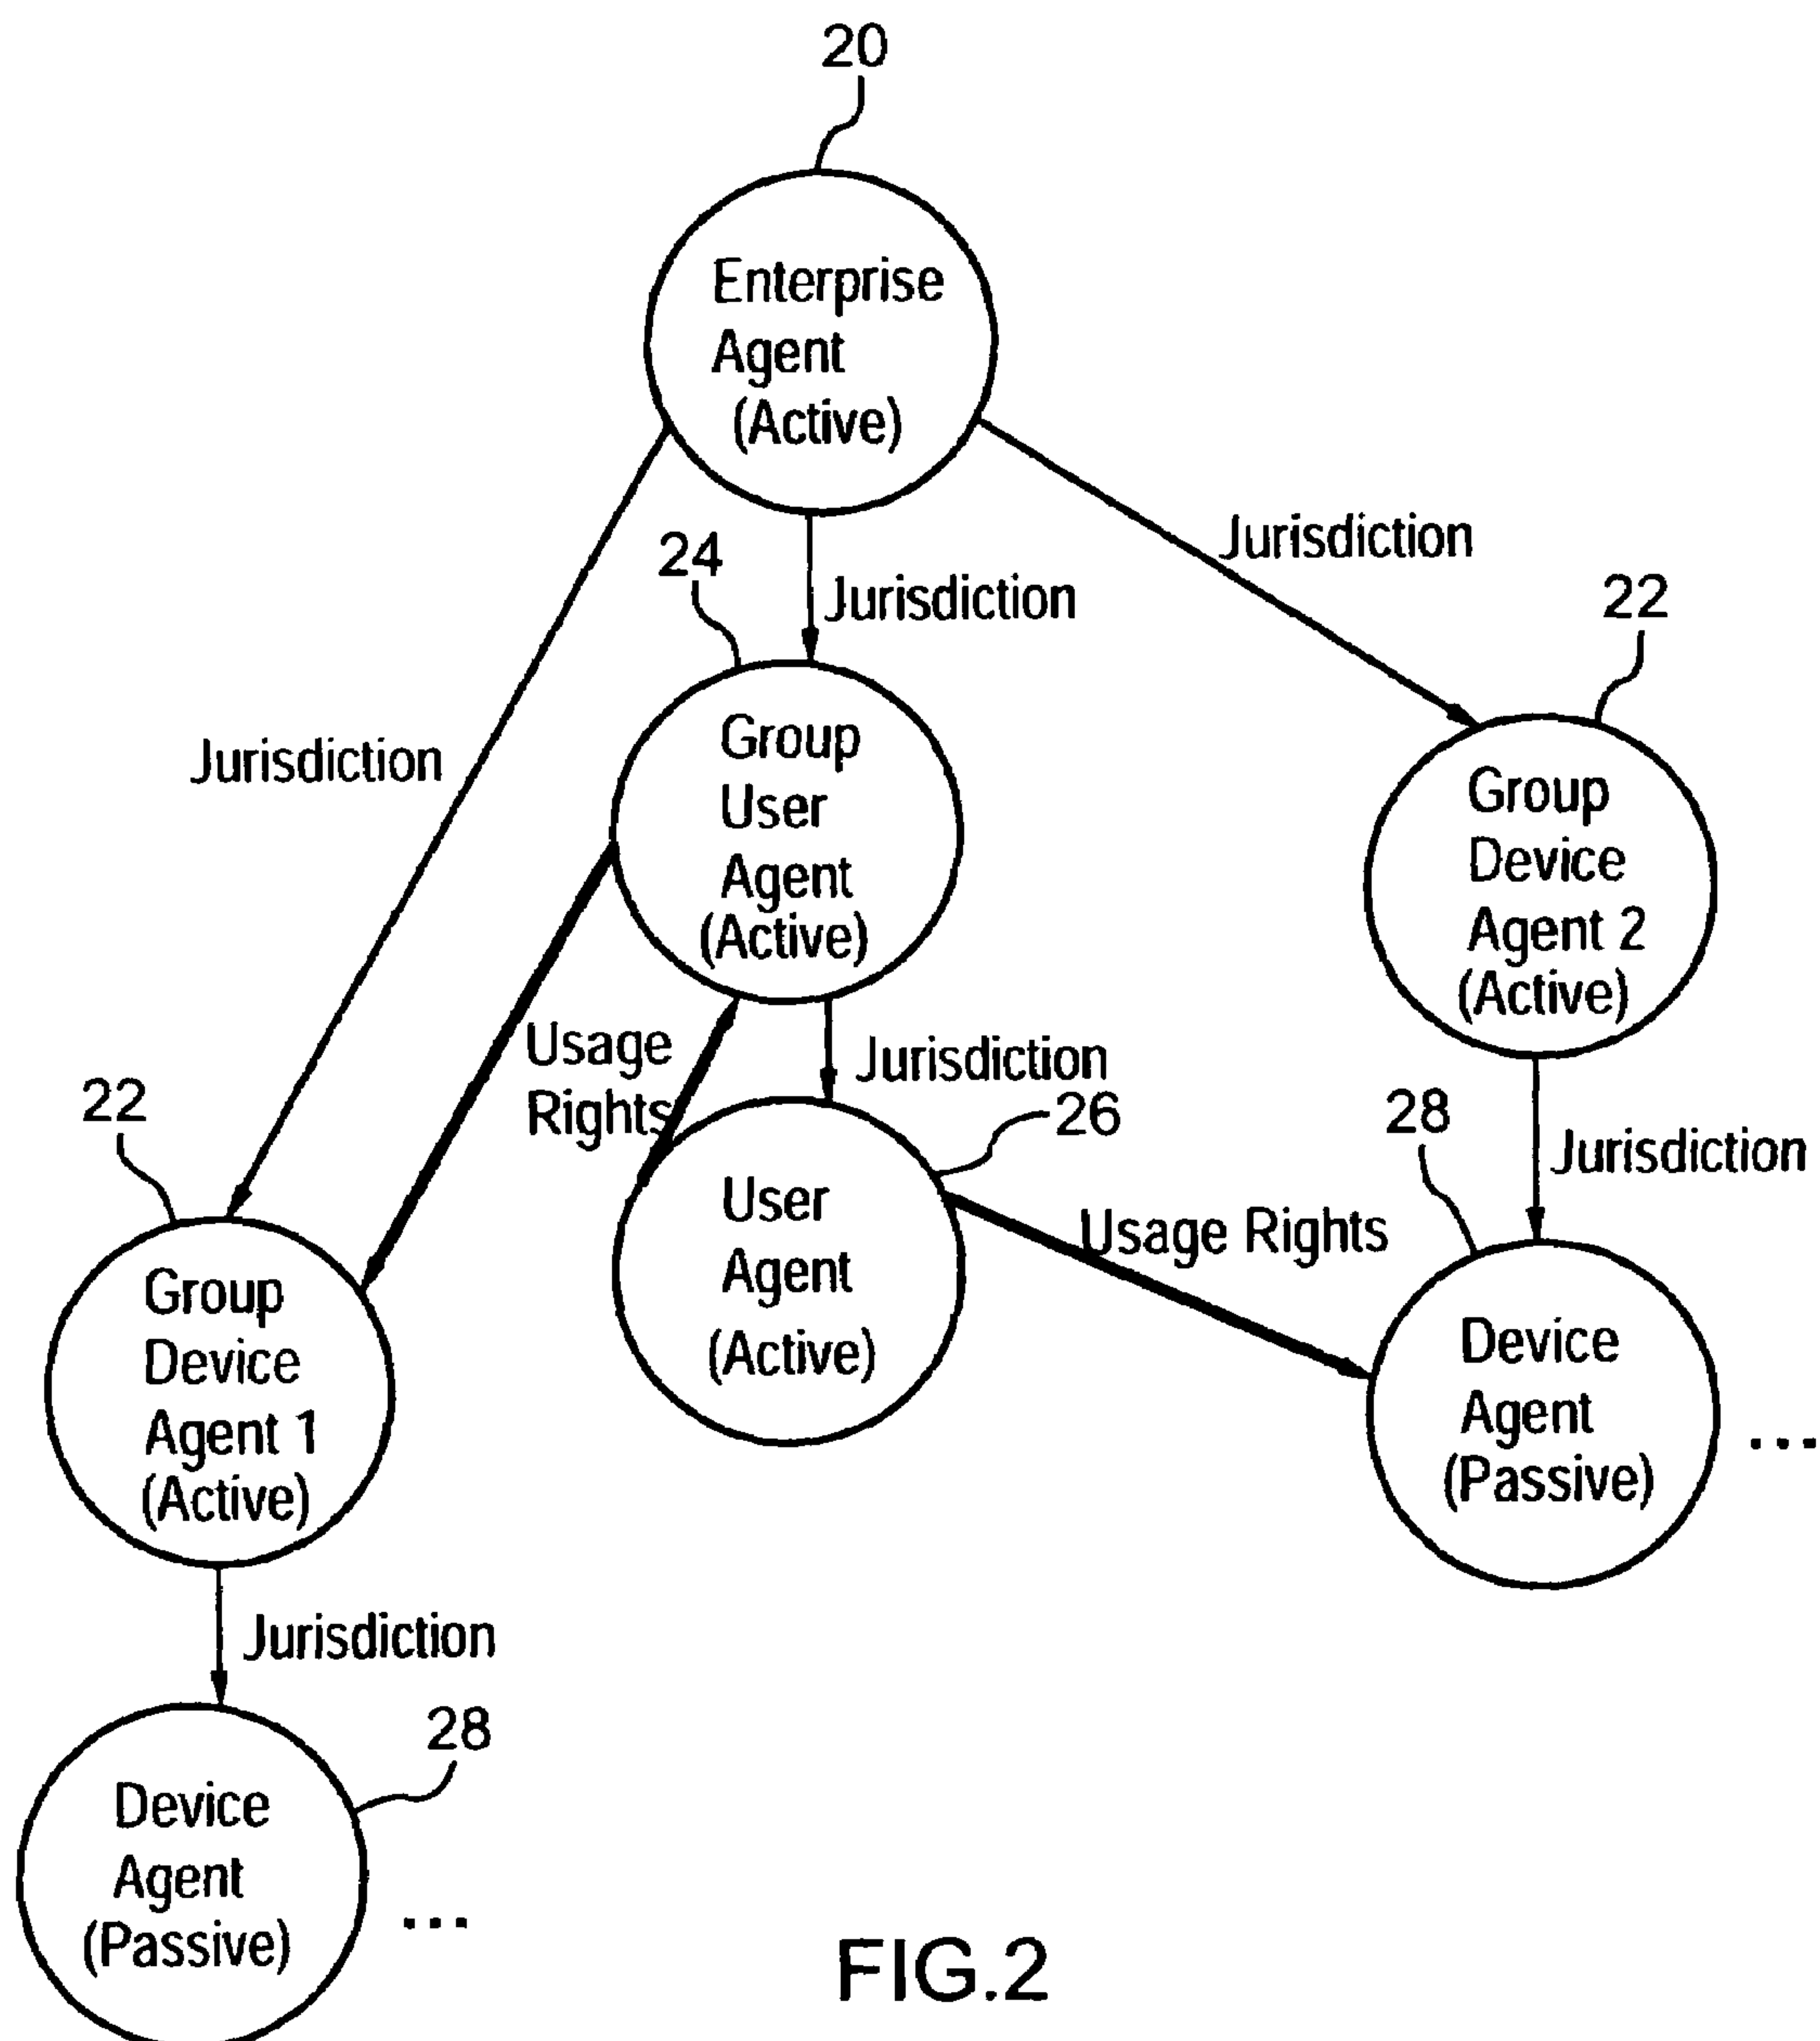 20
Enterprise
Agent
(Active)
Jurisdiction
24
Jurisdiction
22
Jurisdiction
Group
User
Agent
(Active)
Group
Device
Agent 2
(Active)
Usage
Rights
Jurisdiction
22
26
28
Jurisdiction
Usage Rights
User
Agent
(Active)
Group
Device
Agent 1
(Active)
Device
Agent
(Passive)
...
Jurisdiction
28
Device
Agent
(Passive)
...
FIG.2